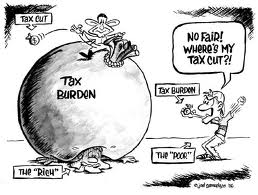 TAX CUT
NO FAIR!
WHERE'S MY
TAX CUT?!
TAX
BURDEN
TAX BURDEN
THE "RICH"
THE "POOR"